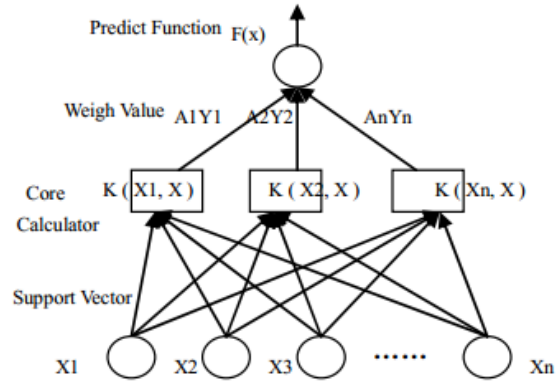 Predict Function F(x)
Weigh Value A1Y1 A2Y2 AnYn
Core K ( X1, X ) K ( X2, X ) K ( Xn, X )
Calculator
Support Vector
X1 X2 X3 ...... Xn